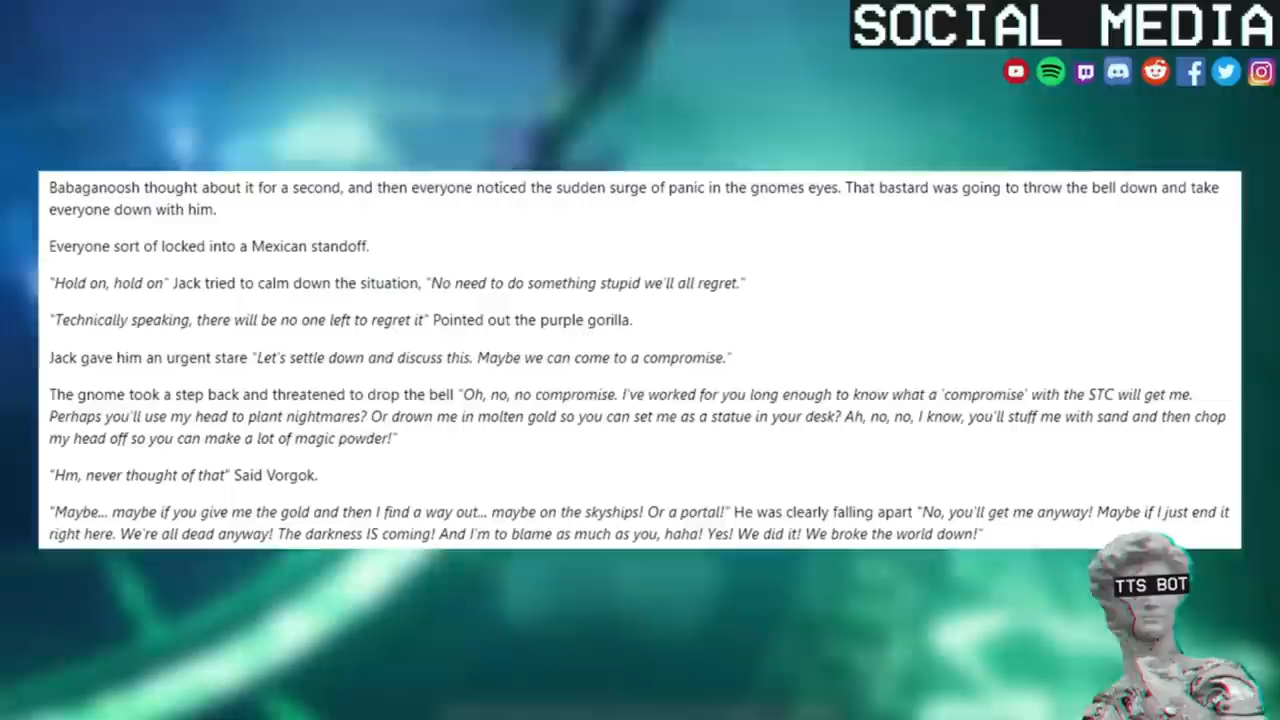 SOCIAL MEDIA
Babaganoosh thought about it for a second, and then everyone noticed the sudden surge of panic in the gnomes eyes. That bastard was going to throw the bell down and take
everyone down with him.
Everyone sort of locked into a Mexican standoff.
"Hold on, hold on" Jack tried to calm down the situation, "No need to do something stupid we'll all regret."
"Technically speaking, there will be no one left to regret it" Pointed out the purple gorilla.
Jack gave him an urgent stare "Let's settle down and discuss this. Maybe we can come to a compromise."
The gnome took a step back and threatened to drop the bell "Oh, no, no compromise. I've worked for you long enough to know what a 'compromise' with the STC will get me.
Perhaps you'll use my head to plant nightmares? Or drown me in molten gold so you can set me as a statue in your desk? Ah, no, no, I know, you'll stuff me with sand and then chop
my head off so you can make a lot of magic powder!"
"Hm, never thought of that" Said Vorgok.
"Maybe... maybe if you give me the gold and then I find a way out... maybe on the skyships! Or a portal!" He was clearly falling apart "No, you'll get me anyway! Maybe if I just end it
right here. We're all dead anyway! The darkness IS coming! And I'm to blame as much as you, haha! Yes! We did it! We broke the world down!"
TTS BOT